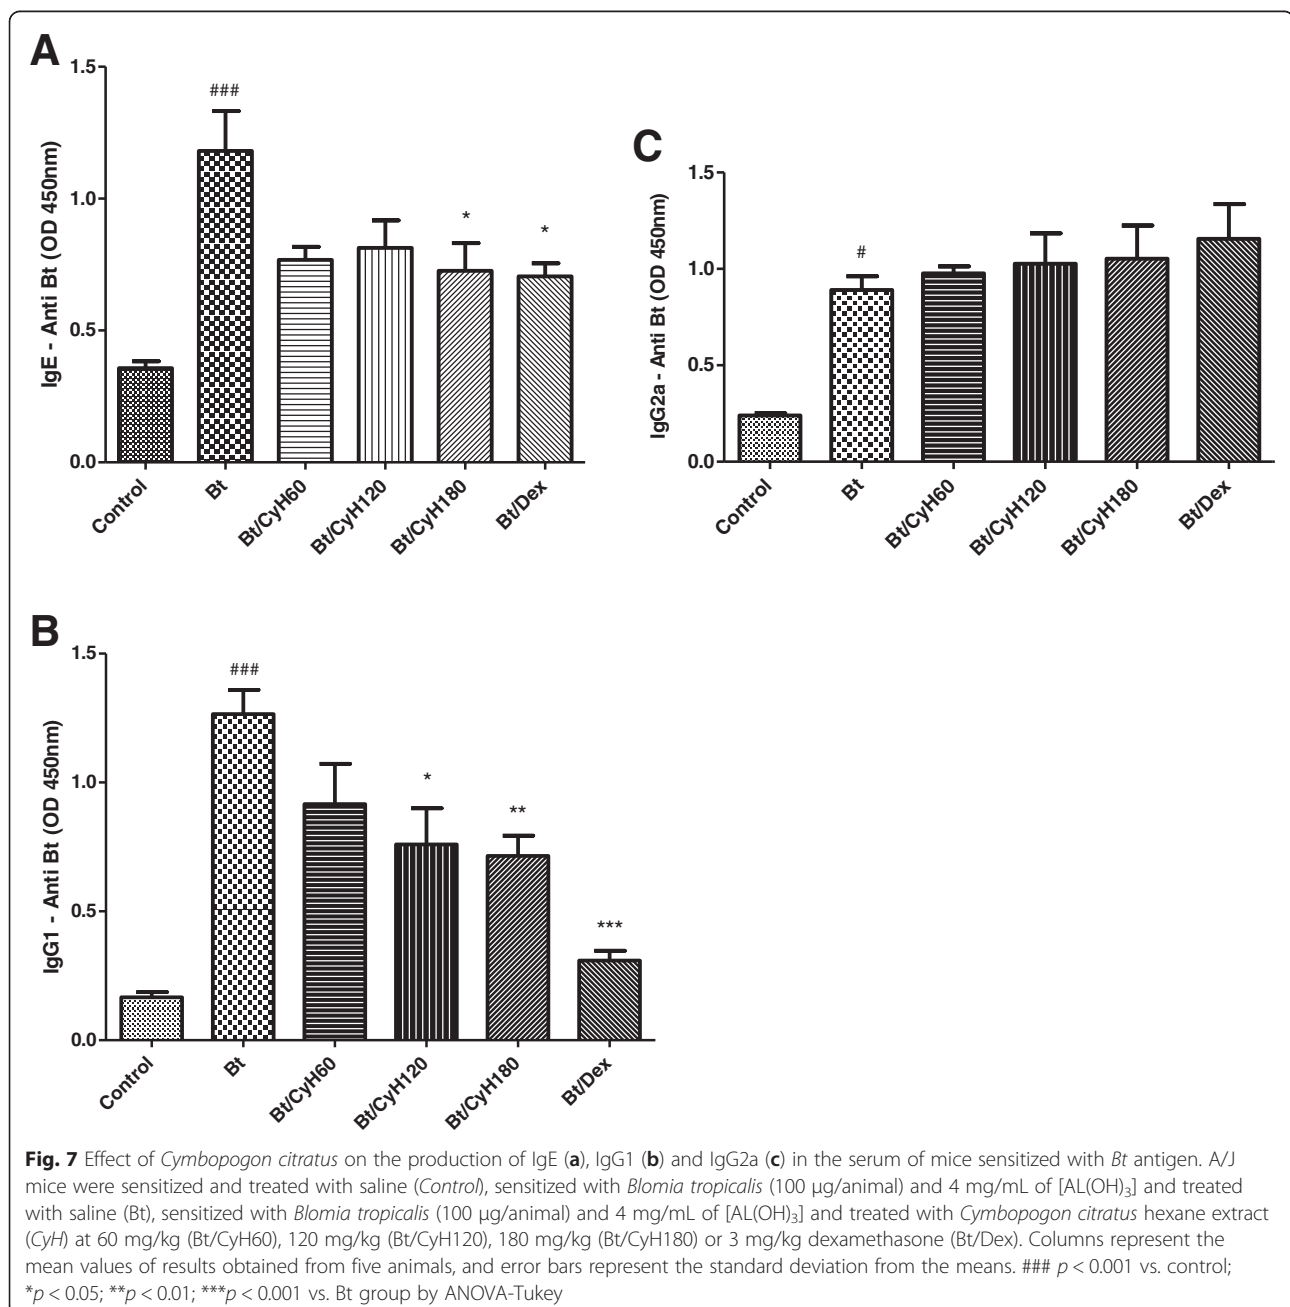 A
1.5
1.0
0.5
0.0
IgE - Anti Bt (OD 450nm)
###
*
*
Control
Bt
Bt/CyH60
Bt/CyH120
Bt/CyH180
Bt/Dex
C
1.5
1.0
0.5
0.0
IgG2a - Anti Bt (OD 450nm)
#
Control
Bt
Bt/CyH60
Bt/CyH120
Bt/CyH180
Bt/Dex
B
1.5
1.0
0.5
0.0
IgG1 - Anti Bt (OD 450nm)
###
*
**
***
Control
Bt
Bt/CyH60
Bt/CyH120
Bt/CyH180
Bt/Dex
Fig. 7 Effect of Cymbopogon citratus on the production of IgE (a), IgG1 (b) and IgG2a (c) in the serum of mice sensitized with Bt antigen. A/J
mice were sensitized and treated with saline (Control), sensitized with Blomia tropicalis (100 μg/animal) and 4 mg/mL of [AL(OH)₃] and treated
with saline (Bt), sensitized with Blomia tropicalis (100 μg/animal) and 4 mg/mL of [AL(OH)₃] and treated with Cymbopogon citratus hexane extract
(CyH) at 60 mg/kg (Bt/CyH60), 120 mg/kg (Bt/CyH120), 180 mg/kg (Bt/CyH180) or 3 mg/kg dexamethasone (Bt/Dex). Columns represent the
mean values of results obtained from five animals, and error bars represent the standard deviation from the means. ### p < 0.001 vs. control;
*p < 0.05; **p < 0.01; ***p < 0.001 vs. Bt group by ANOVA-Tukey